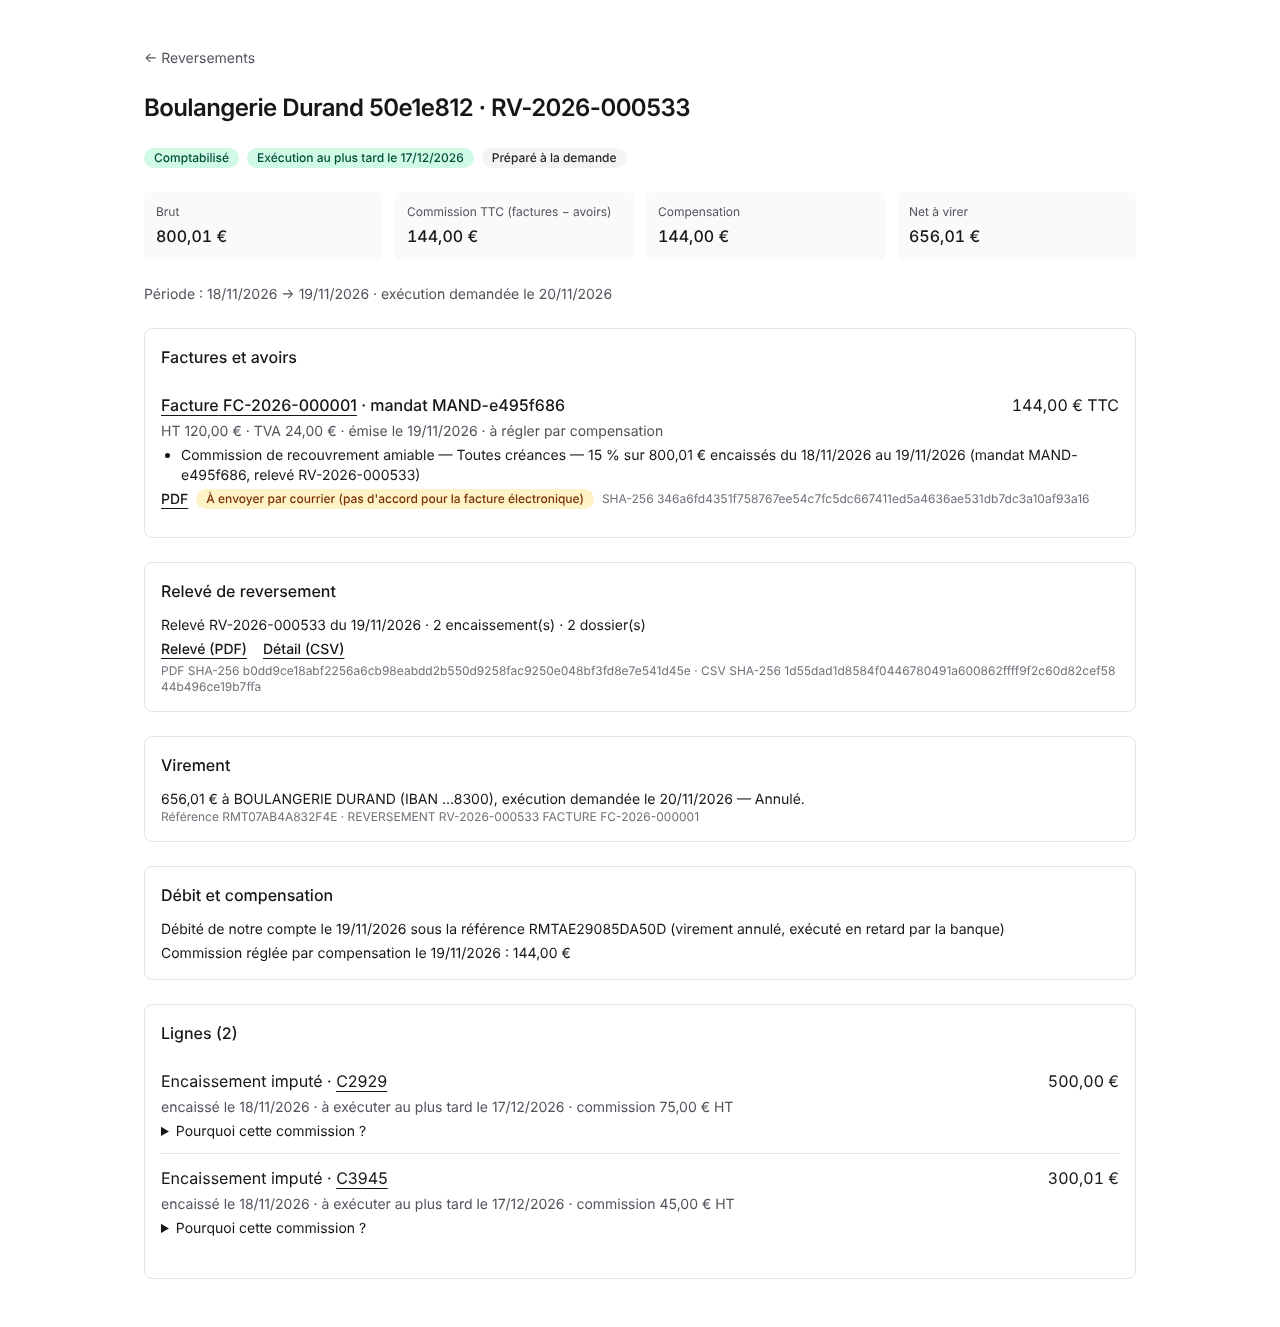 ← Reversements
Boulangerie Durand 50e1e812 · RV-2026-000533
Comptabilisé
Exécution au plus tard le 17/12/2026
Préparé à la demande
Brut
800,01 €
Commission TTC (factures − avoirs)
144,00 €
Compensation
144,00 €
Net à virer
656,01 €
Période : 18/11/2026 → 19/11/2026 · exécution demandée le 20/11/2026
Factures et avoirs
Facture FC-2026-000001 · mandat MAND-e495f686
144,00 € TTC
HT 120,00 € · TVA 24,00 € · émise le 19/11/2026 · à régler par compensation
• Commission de recouvrement amiable — Toutes créances — 15 % sur 800,01 € encaissés du 18/11/2026 au 19/11/2026 (mandat MAND-
e495f686, relevé RV-2026-000533)
PDF
À envoyer par courrier (pas d'accord pour la facture électronique)
SHA-256 346a6fd4351f758767ee54c7fc5dc667411ed5a4636ae531db7dc3a10af93a16
Relevé de reversement
Relevé RV-2026-000533 du 19/11/2026 · 2 encaissement(s) · 2 dossier(s)
Relevé (PDF)
Détail (CSV)
PDF SHA-256 b0dd9ce18abf2256a6cb98eabdd2b550d9258fac9250e048bf3fd8e7e541d45e · CSV SHA-256 1d55dad1d8584f0446780491a600862ffff9f2c60d82cef58
44b496ce19b7ffa
Virement
656,01 € à BOULANGERIE DURAND (IBAN …8300), exécution demandée le 20/11/2026 — Annulé.
Référence RMT07AB4A832F4E · REVERSEMENT RV-2026-000533 FACTURE FC-2026-000001
Débit et compensation
Débité de notre compte le 19/11/2026 sous la référence RMTAE29085DA50D (virement annulé, exécuté en retard par la banque)
Commission réglée par compensation le 19/11/2026 : 144,00 €
Lignes (2)
Encaissement imputé · C2929
500,00 €
encaissé le 18/11/2026 · à exécuter au plus tard le 17/12/2026 · commission 75,00 € HT
▶ Pourquoi cette commission ?
Encaissement imputé · C3945
300,01 €
encaissé le 18/11/2026 · à exécuter au plus tard le 17/12/2026 · commission 45,00 € HT
▶ Pourquoi cette commission ?